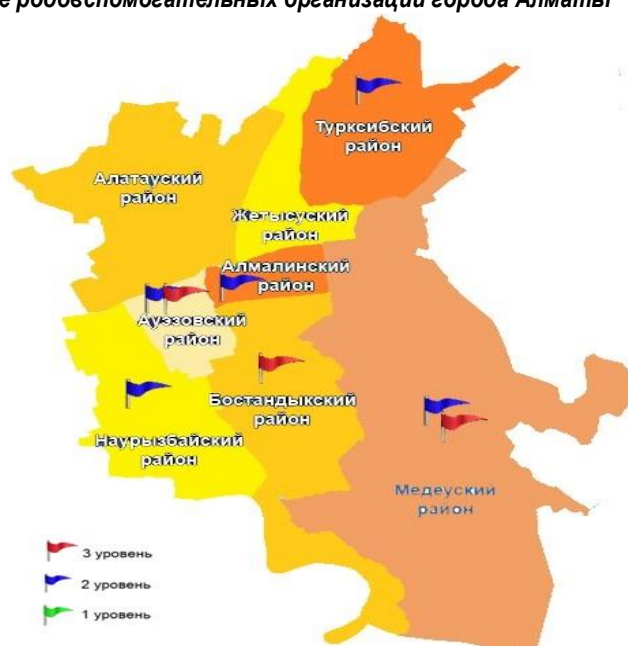 е родовспомогательных организаций города Алматы
Турксибский
район
Алатауский
район
Жетысуский
район
Алмалинский
район
Ауэзовский
район
Бостандыкский
район
Наурызбайский
район
Медеуский
район
3 уровень
2 уровень
1 уровень